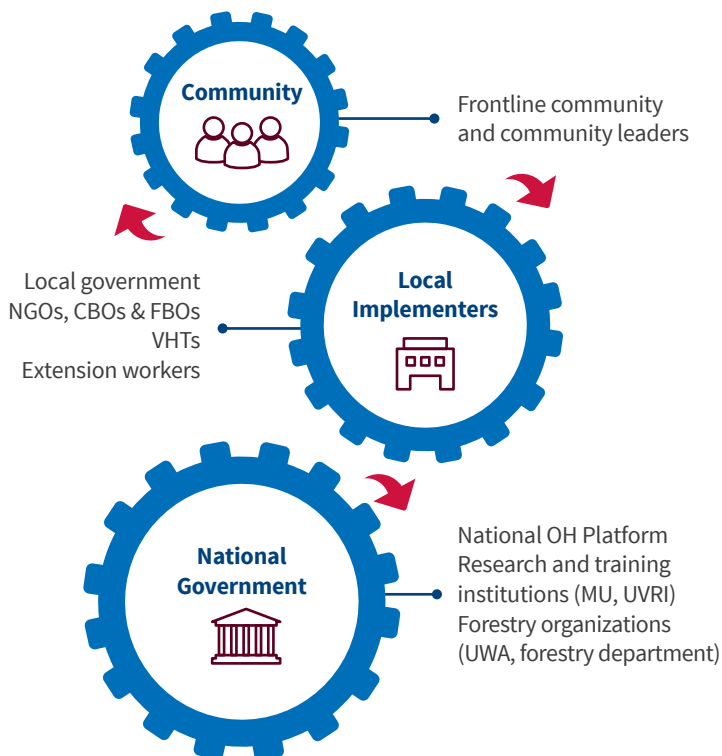 Community
Frontline community
and community leaders
Local
Implementers
Local government
NGOs, CBOs & FBOs
VHTs
Extension workers
National
Government
National OH Platform
Research and training
institutions (MU, UVRI)
Forestry organizations
(UWA, forestry department)